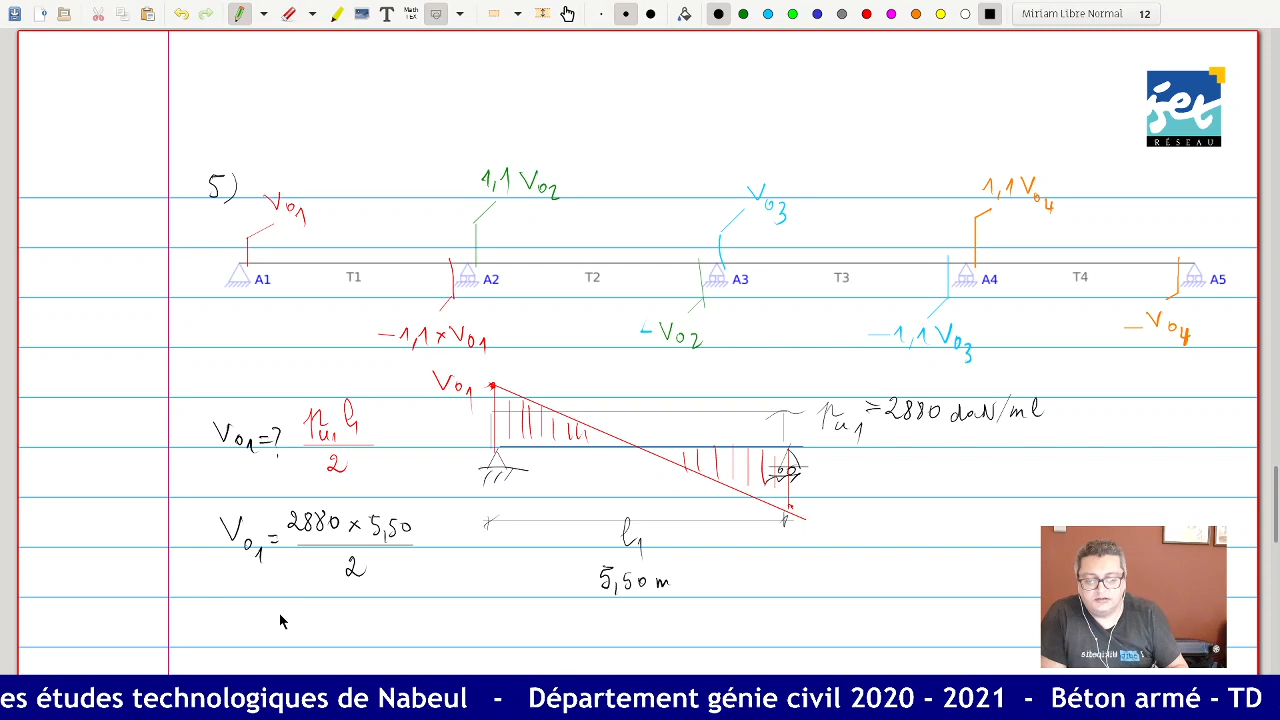 Miriam Libre Normal 12
Math
TEX
iset
RÉSEAU
5)
V01
1,1 V02
V03
1,1 V04
A1 T1 A2 T2 A3 T3 A4 T4 A5
-1,1 × V01
- V02
-1,1 V03
- V04
V01
V01 = ? pu1 l1 / 2
pu1 = 2880 daN/ml
V01 = 2880 × 5,50 / 2
l1
5,50 m
es études technologiques de Nabeul - Département génie civil 2020 - 2021 - Béton armé - TD